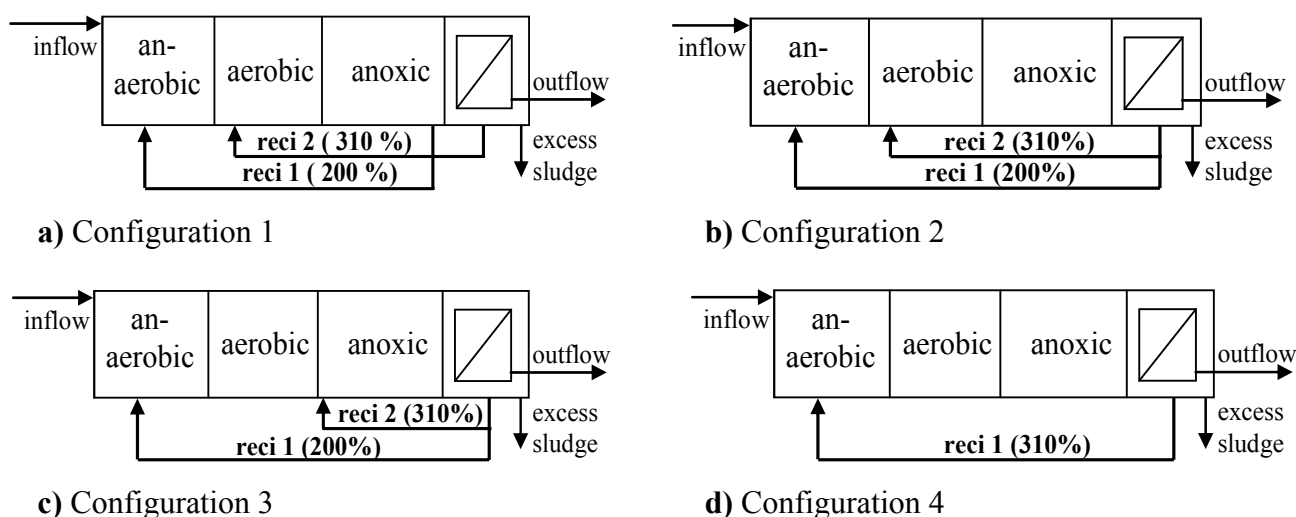 inflow
an-
aerobic
aerobic
anoxic
outflow
reci 2 ( 310 %)
reci 1 ( 200 %)
excess
sludge
a) Configuration 1
inflow
an-
aerobic
aerobic
anoxic
outflow
reci 2 (310%)
reci 1 (200%)
excess
sludge
b) Configuration 2
inflow
an-
aerobic
aerobic
anoxic
outflow
reci 2 (310%)
reci 1 (200%)
excess
sludge
c) Configuration 3
inflow
an-
aerobic
aerobic
anoxic
outflow
reci 1 (310%)
excess
sludge
d) Configuration 4